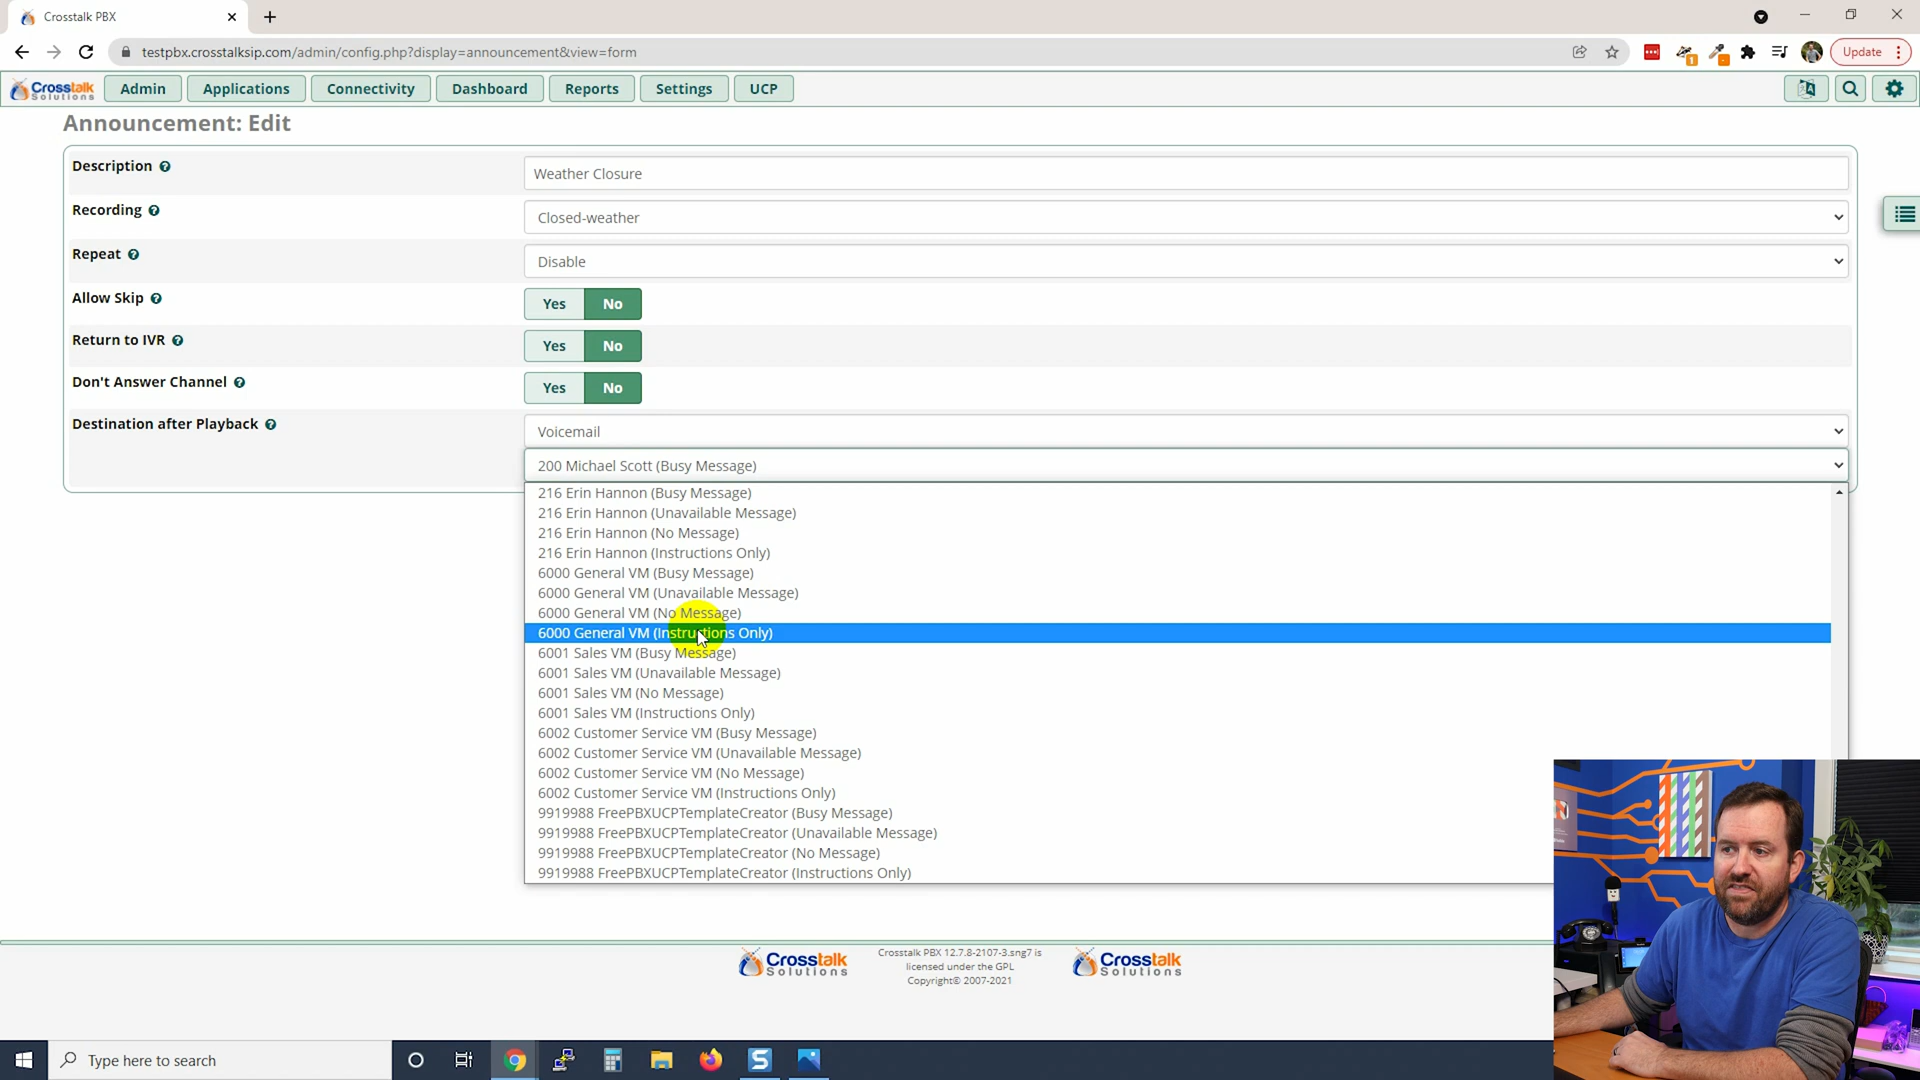 Crosstalk PBX
testpbx.crosstalksip.com/admin/config.php?display=announcement&view=form
Update
Crosstalk Solutions
Admin
Applications
Connectivity
Dashboard
Reports
Settings
UCP
Announcement: Edit
Description
Weather Closure
Recording
Closed-weather
Repeat
Disable
Allow Skip
Yes No
Return to IVR
Yes No
Don't Answer Channel
Yes No
Destination after Playback
Voicemail
200 Michael Scott (Busy Message)
216 Erin Hannon (Busy Message)
216 Erin Hannon (Unavailable Message)
216 Erin Hannon (No Message)
216 Erin Hannon (Instructions Only)
6000 General VM (Busy Message)
6000 General VM (Unavailable Message)
6000 General VM (No Message)
6000 General VM (Instructions Only)
6001 Sales VM (Busy Message)
6001 Sales VM (Unavailable Message)
6001 Sales VM (No Message)
6001 Sales VM (Instructions Only)
6002 Customer Service VM (Busy Message)
6002 Customer Service VM (Unavailable Message)
6002 Customer Service VM (No Message)
6002 Customer Service VM (Instructions Only)
9919988 FreePBXUCPTemplateCreator (Busy Message)
9919988 FreePBXUCPTemplateCreator (Unavailable Message)
9919988 FreePBXUCPTemplateCreator (No Message)
9919988 FreePBXUCPTemplateCreator (Instructions Only)
Crosstalk Solutions
Crosstalk PBX 12.7.8-2107-3.sng7 is
licensed under the GPL
Copyright© 2007-2021
Crosstalk Solutions
Type here to search